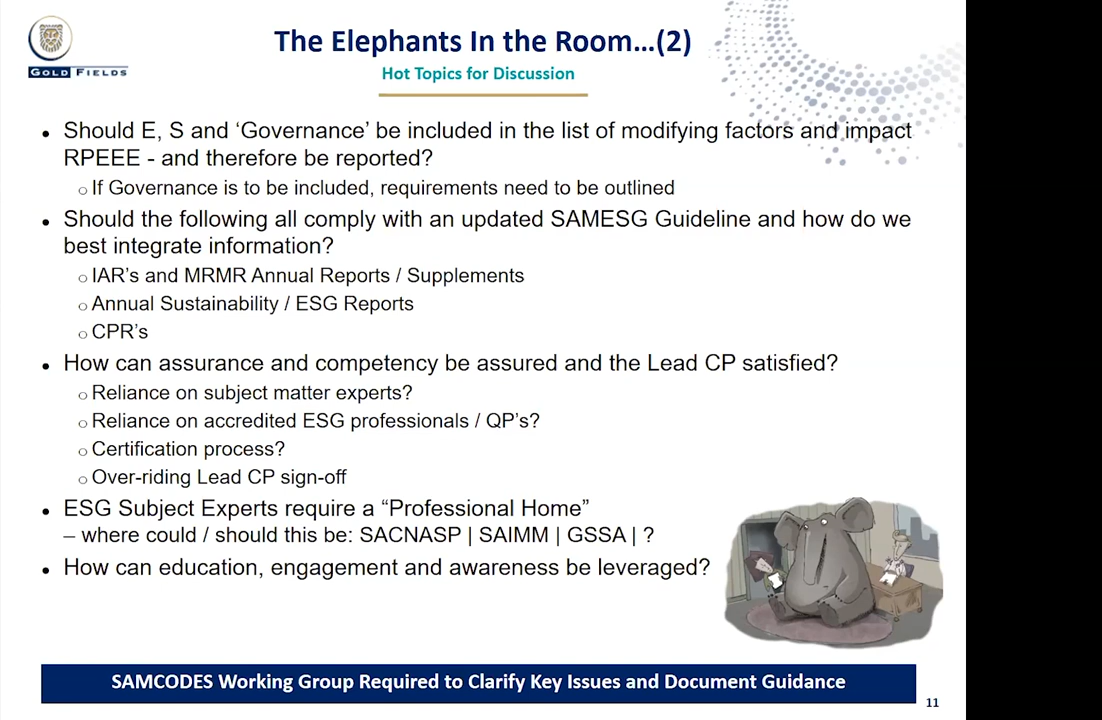 GOLD FIELDS
The Elephants In the Room…(2)
Hot Topics for Discussion
• Should E, S and ‘Governance’ be included in the list of modifying factors and impact
RPEEE - and therefore be reported?
○ If Governance is to be included, requirements need to be outlined
• Should the following all comply with an updated SAMESG Guideline and how do we
best integrate information?
○ IAR’s and MRMR Annual Reports / Supplements
○ Annual Sustainability / ESG Reports
○ CPR’s
• How can assurance and competency be assured and the Lead CP satisfied?
○ Reliance on subject matter experts?
○ Reliance on accredited ESG professionals / QP’s?
○ Certification process?
○ Over-riding Lead CP sign-off
• ESG Subject Experts require a “Professional Home”
– where could / should this be: SACNASP | SAIMM | GSSA | ?
• How can education, engagement and awareness be leveraged?
SAMCODES Working Group Required to Clarify Key Issues and Document Guidance
11